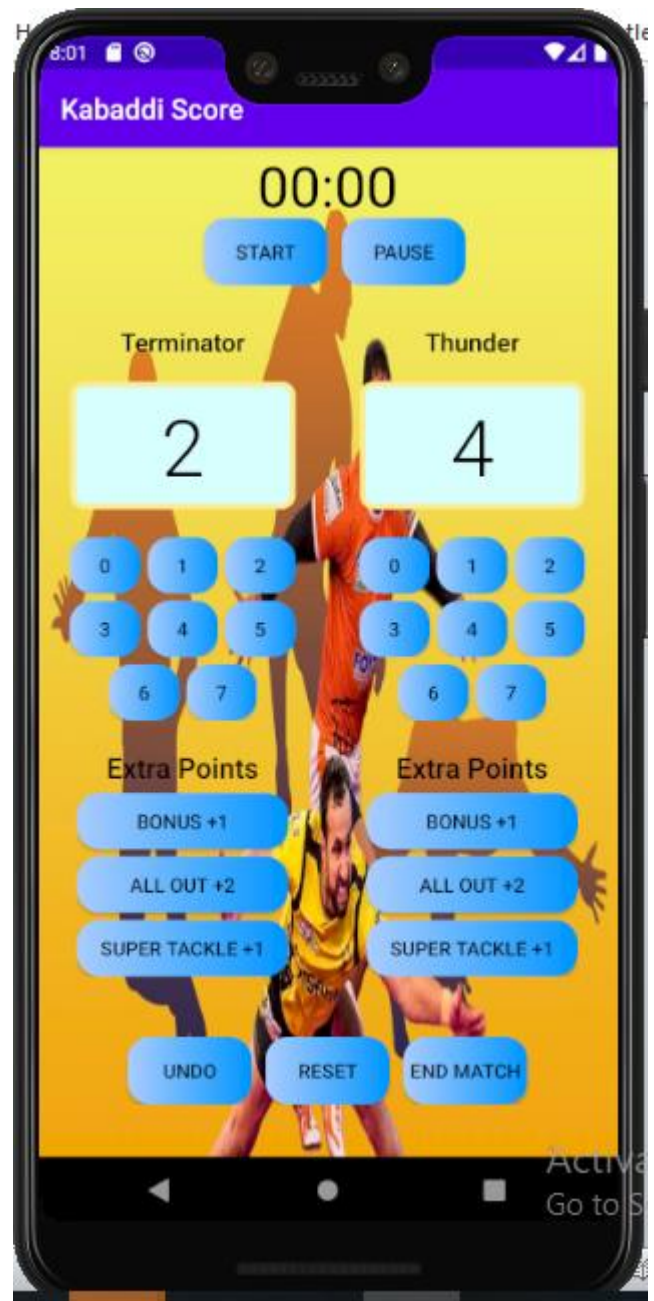 8:01
Kabaddi Score
00:00
START PAUSE
Terminator Thunder
2 4
0 1 2 0 1 2
3 4 5 3 4 5
6 7 6 7
Extra Points Extra Points
BONUS +1 BONUS +1
ALL OUT +2 ALL OUT +2
SUPER TACKLE +1 SUPER TACKLE +1
UNDO RESET END MATCH
Go to